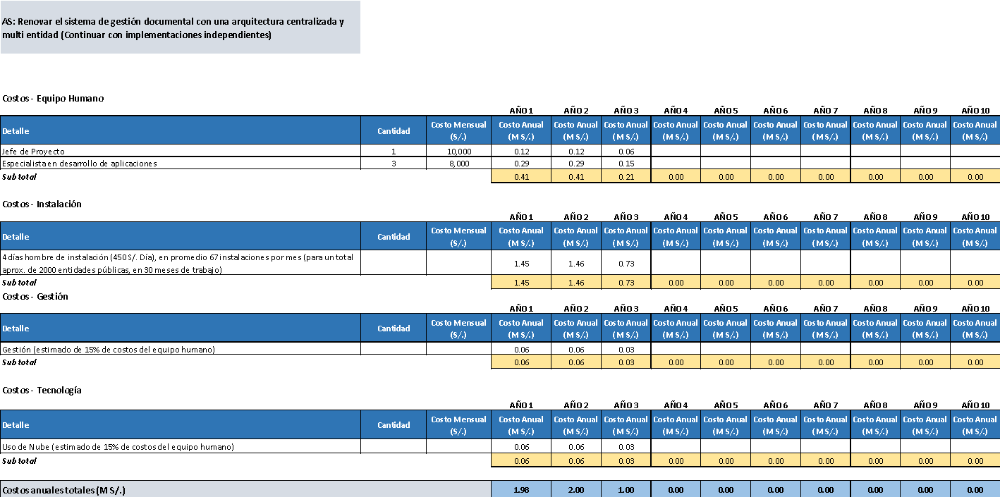 AS: Renovar el sistema de gestión documental con una arquitectura centralizada y
multi entidad (Continuar con implementaciones independientes)
Costos - Equipo Humano
AÑO 1 AÑO 2 AÑO 3 AÑO 4 AÑO 5 AÑO 6 AÑO 7 AÑO 8 AÑO 9 AÑO 10
Detalle Cantidad Costo Mensual (S/.) Costo Anual (M S/.) Costo Anual (M S/.) Costo Anual (M S/.) Costo Anual (M S/.) Costo Anual (M S/.) Costo Anual (M S/.) Costo Anual (M S/.) Costo Anual (M S/.) Costo Anual (M S/.) Costo Anual (M S/.)
Jefe de Proyecto 1 10,000 0.12 0.12 0.06
Especialista en desarrollo de aplicaciones 3 8,000 0.29 0.29 0.15
Subtotal 0.41 0.41 0.21 0.00 0.00 0.00 0.00 0.00 0.00 0.00
Costos - Instalación
AÑO 1 AÑO 2 AÑO 3 AÑO 4 AÑO 5 AÑO 6 AÑO 7 AÑO 8 AÑO 9 AÑO 10
Detalle Cantidad Costo Mensual (S/.) Costo Anual (M S/.) Costo Anual (M S/.) Costo Anual (M S/.) Costo Anual (M S/.) Costo Anual (M S/.) Costo Anual (M S/.) Costo Anual (M S/.) Costo Anual (M S/.) Costo Anual (M S/.) Costo Anual (M S/.)
4 días hombre de instalación (450 S/. Día), en promedio 67 instalaciones por mes (para un total
aprox. de 2000 entidades públicas, en 30 meses de trabajo) 1.45 1.46 0.73
Subtotal 1.45 1.46 0.73 0.00 0.00 0.00 0.00 0.00 0.00 0.00
Costos - Gestión
AÑO 1 AÑO 2 AÑO 3 AÑO 4 AÑO 5 AÑO 6 AÑO 7 AÑO 8 AÑO 9 AÑO 10
Detalle Cantidad Costo Mensual (S/.) Costo Anual (M S/.) Costo Anual (M S/.) Costo Anual (M S/.) Costo Anual (M S/.) Costo Anual (M S/.) Costo Anual (M S/.) Costo Anual (M S/.) Costo Anual (M S/.) Costo Anual (M S/.) Costo Anual (M S/.)
Gestión (estimado de 15% de costos del equipo humano) 0.06 0.06 0.03
Subtotal 0.06 0.06 0.03 0.00 0.00 0.00 0.00 0.00 0.00 0.00
Costos - Tecnología
AÑO 1 AÑO 2 AÑO 3 AÑO 4 AÑO 5 AÑO 6 AÑO 7 AÑO 8 AÑO 9 AÑO 10
Detalle Cantidad Costo Mensual (S/.) Costo Anual (M S/.) Costo Anual (M S/.) Costo Anual (M S/.) Costo Anual (M S/.) Costo Anual (M S/.) Costo Anual (M S/.) Costo Anual (M S/.) Costo Anual (M S/.) Costo Anual (M S/.) Costo Anual (M S/.)
Uso de Nube (estimado de 15% de costos del equipo humano) 0.06 0.06 0.03
Subtotal 0.06 0.06 0.03 0.00 0.00 0.00 0.00 0.00 0.00 0.00
Costos anuales totales (M S/.) 1.98 2.00 1.00 0.00 0.00 0.00 0.00 0.00 0.00 0.00